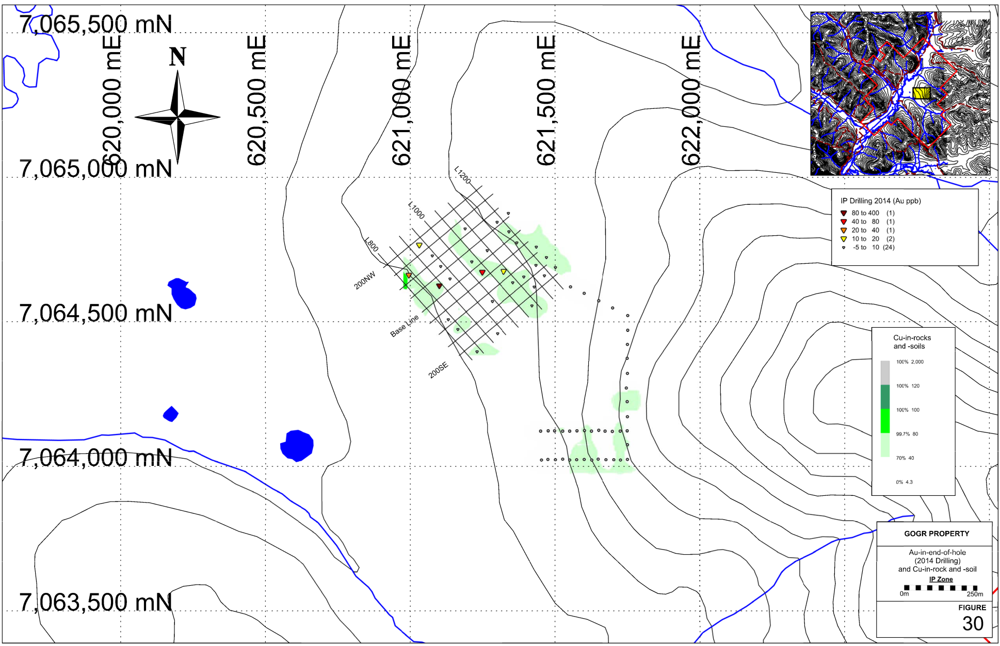 7,065,500 mN
7,065,000 mN
7,064,500 mN
7,064,000 mN
7,063,500 mN
620,000 mE
620,500 mE
621,000 mE
621,500 mE
622,000 mE
N
L1200
L1000
L800
200NW
Base Line
200SE
IP Drilling 2014 (Au ppb)
80 to 400 (1)
40 to 80 (1)
20 to 40 (1)
10 to 20 (2)
-5 to 10 (24)
Cu-in-rocks
and -soils
100% 2,000
100% 120
100% 100
99.7% 80
70% 40
0% 4.3
GOGR PROPERTY
Au-in-end-of-hole
(2014 Drilling)
and Cu-in-rock and -soil
IP Zone
0m 250m
FIGURE
30